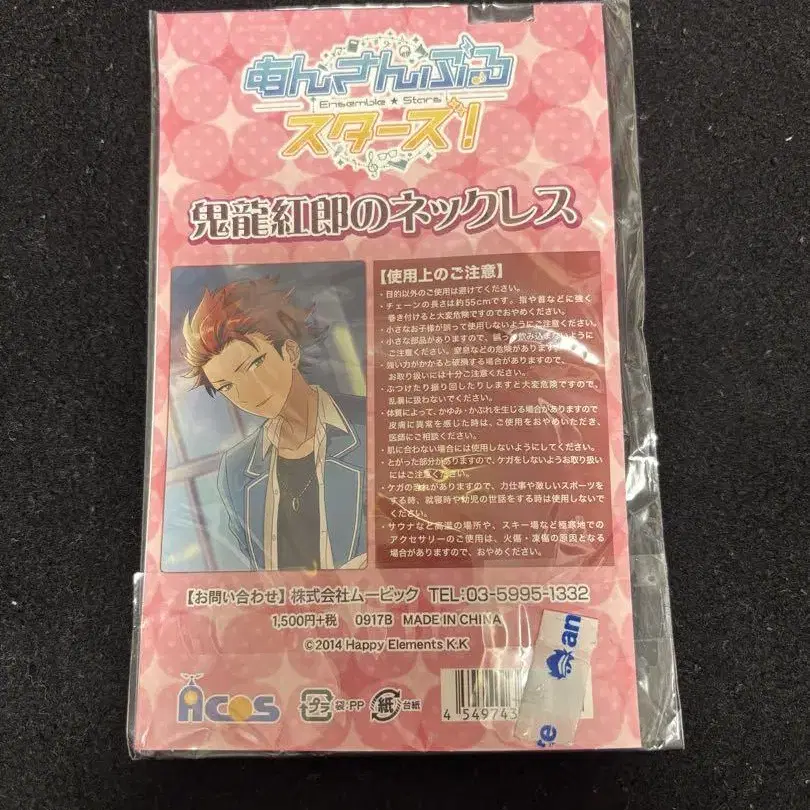 あんさんぶる
Ensemble ★ Stars
スターズ!
鬼龍紅郎のネックレス
【使用上のご注意】
・目的以外のご使用は避けてください。
・チェーンの長さは約55cmです。指や首などに強く
巻き付けると大変危険ですのでおやめください。
・小さなお子様が誤って使用しないようにご注意ください。
・小さな部品がありますので、誤って飲み込まないように
ご注意ください。窒息などの危険があります。
・強い力がかかると破損する場合がありますので、
お取り扱いには十分ご注意ください。
・ぶつけたり振り回したりしますと大変危険ですので、
乱暴に扱わないでください。
・体質によって、かゆみ・かぶれを生じる場合がありますので
皮膚に異常を感じた時は、ご使用をおやめいただき、
医師にご相談ください。
・肌に合わない場合には使用しないようにしてください。
・とがった部分がありますので、ケガをしないようお取り扱い
にはご注意ください。
・ケガの恐れがありますので、力仕事や激しいスポーツを
する時、就寝時や幼児の世話をする時は使用しないで
ください。
・サウナなど高温の場所や、スキー場など極寒地での
アクセサリーのご使用は、火傷・凍傷の原因となる
場合がありますので、おやめください。
【お問い合わせ】株式会社ムービック TEL:03-5995-1332
1,500円+税 0917B MADE IN CHINA
©2014 Happy Elements K.K
ACOS
プラ 袋:PP 紙 台紙
4 549743
an
te